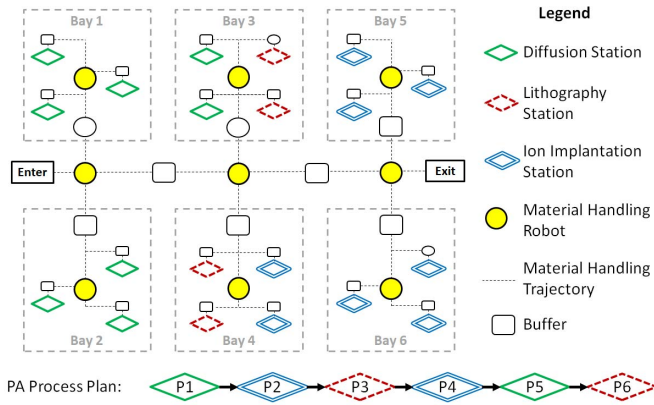 Bay 1
Bay 3
Bay 5
Legend
Diffusion Station
Lithography
Station
Ion Implantation
Station
Enter
Exit
Material Handling
Robot
Material Handling
Trajectory
Buffer
Bay 2
Bay 4
Bay 6
PA Process Plan:
P1
P2
P3
P4
P5
P6